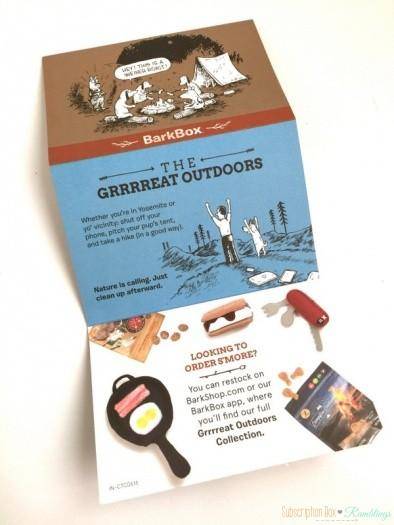 HEY! THIS IS A
WEINER ROAST!
BarkBox
THE
GRRRREAT OUTDOORS
Whether you're in Yosemite or
yo' vicinity: shut off your
phone, pitch your pup's tent,
and take a hike (in a good way).
Nature is calling. Just
clean up afterward.
LOOKING TO
ORDER S'MORE?
You can restock on
BarkShop.com or our
BarkBox app, where
you'll find our full
Grrrreat Outdoors
Collection.
Subscription Box ♥ Ramblings